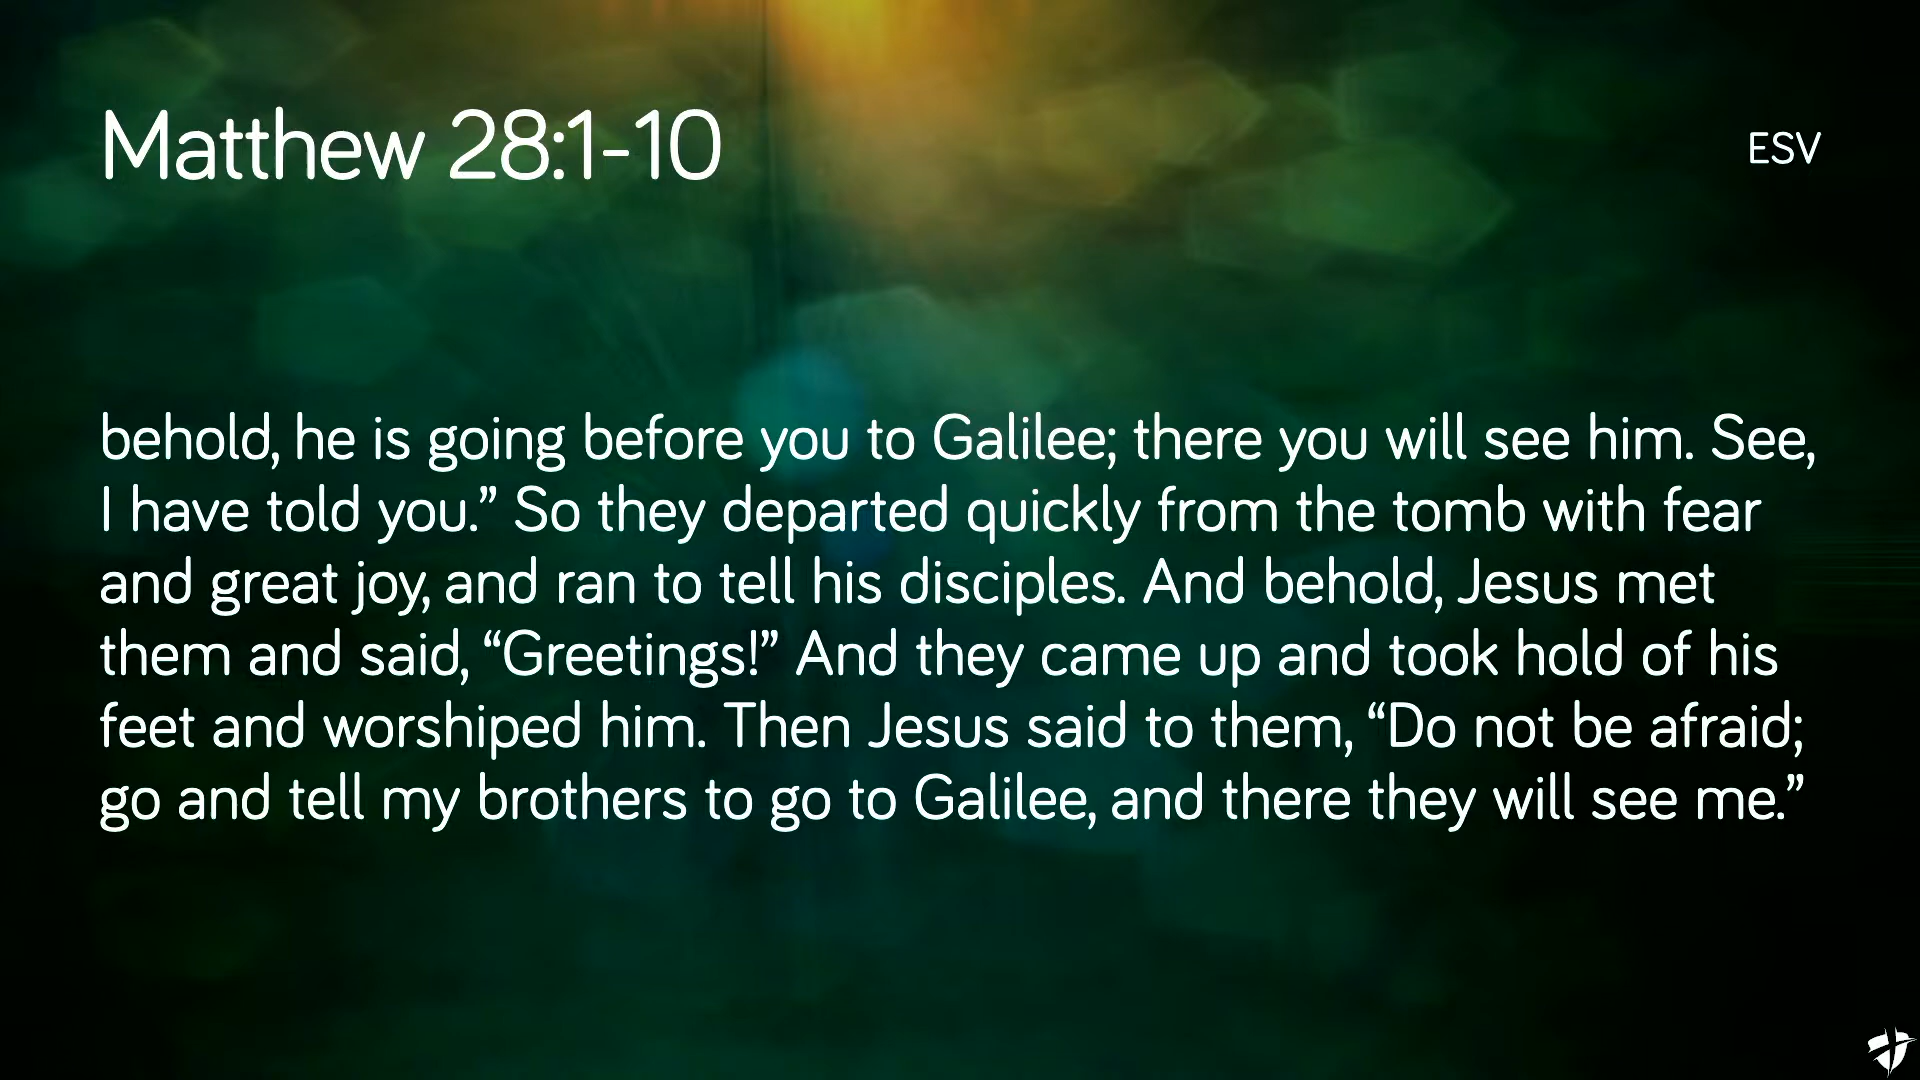 Matthew 28:1-10
ESV
behold, he is going before you to Galilee; there you will see him. See,
I have told you.” So they departed quickly from the tomb with fear
and great joy, and ran to tell his disciples. And behold, Jesus met
them and said, “Greetings!” And they came up and took hold of his
feet and worshiped him. Then Jesus said to them, “Do not be afraid;
go and tell my brothers to go to Galilee, and there they will see me.”